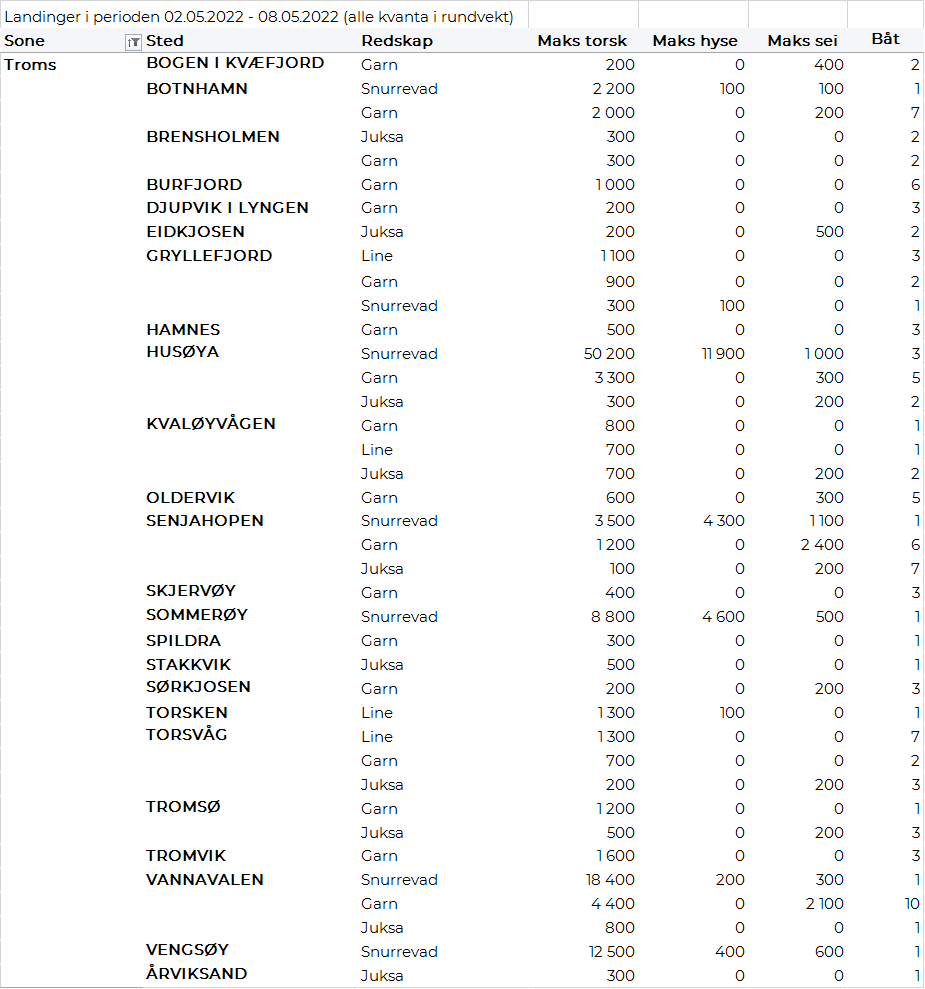 Landinger i perioden 02.05.2022 - 08.05.2022 (alle kvanta i rundvekt)
Sone Sted Redskap Maks torsk Maks hyse Maks sei Båt
Troms BOGEN I KVÆFJORD Garn 200 0 400 2
BOTNHAMN Snurrevad 2 200 100 100 1
Garn 2 000 0 200 7
BRENSHOLMEN Juksa 300 0 0 2
Garn 300 0 0 2
BURFJORD Garn 1 000 0 0 6
DJUPVIK I LYNGEN Garn 200 0 0 3
EIDKJOSEN Juksa 200 0 500 2
GRYLLEFJORD Line 1 100 0 0 3
Garn 900 0 0 2
Snurrevad 300 100 0 1
HAMNES Garn 500 0 0 3
HUSØYA Snurrevad 50 200 11 900 1 000 3
Garn 3 300 0 300 5
Juksa 300 0 200 2
KVALØYVÅGEN Garn 800 0 0 1
Line 700 0 0 1
Juksa 700 0 200 2
OLDERVIK Garn 600 0 300 5
SENJAHOPEN Snurrevad 3 500 4 300 1 100 1
Garn 1 200 0 2 400 6
Juksa 100 0 200 7
SKJERVØY Garn 400 0 0 3
SOMMERØY Snurrevad 8 800 4 600 500 1
SPILDRA Garn 300 0 0 1
STAKKVIK Juksa 500 0 0 1
SØRKJOSEN Garn 200 0 200 3
TORSKEN Line 1 300 100 0 1
TORSVÅG Line 1 300 0 0 7
Garn 700 0 0 2
Juksa 200 0 200 3
TROMSØ Garn 1 200 0 0 1
Juksa 500 0 200 3
TROMVIK Garn 1 600 0 0 3
VANNAVALEN Snurrevad 18 400 200 300 1
Garn 4 400 0 2 100 10
Juksa 800 0 0 1
VENGSØY Snurrevad 12 500 400 600 1
ÅRVIKSAND Juksa 300 0 0 1